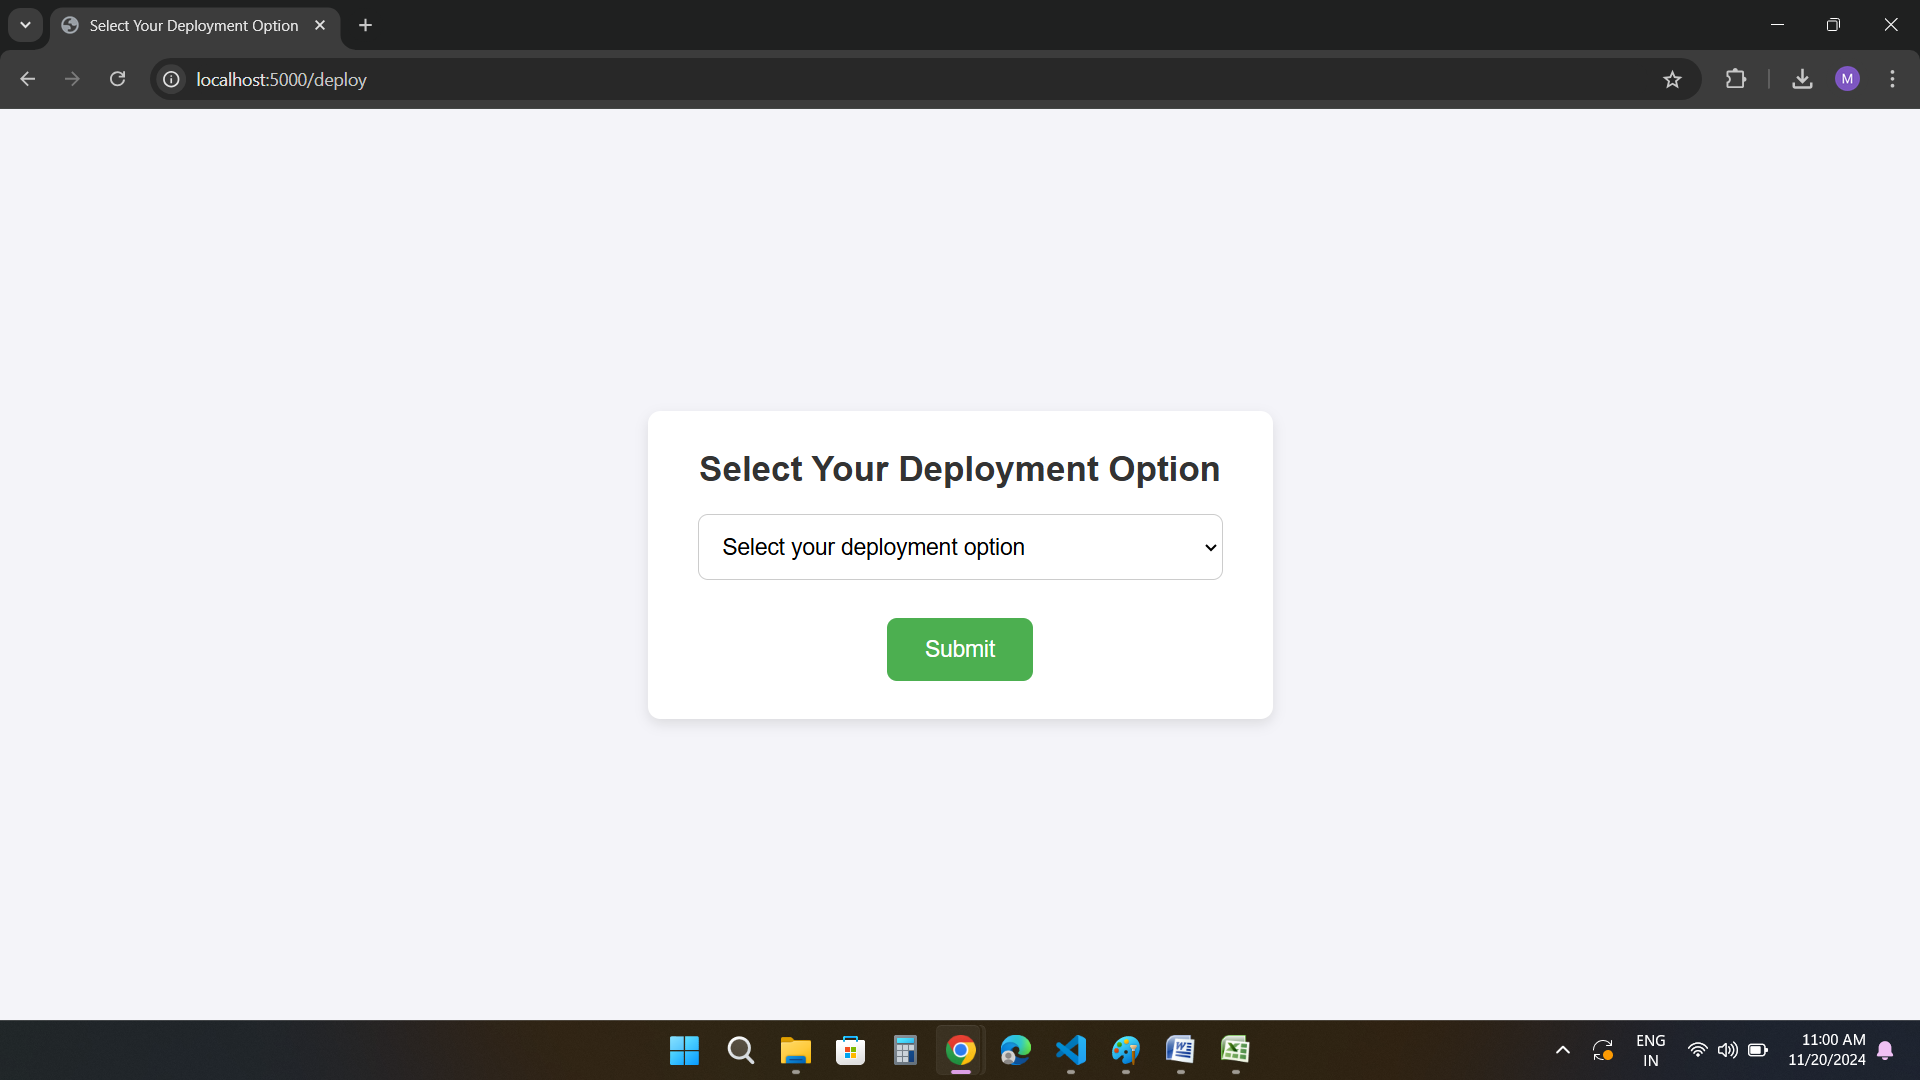 Select Your Deployment Option
localhost:5000/deploy
M
Select Your Deployment Option
Select your deployment option
Submit
ENG
IN
11:00 AM
11/20/2024